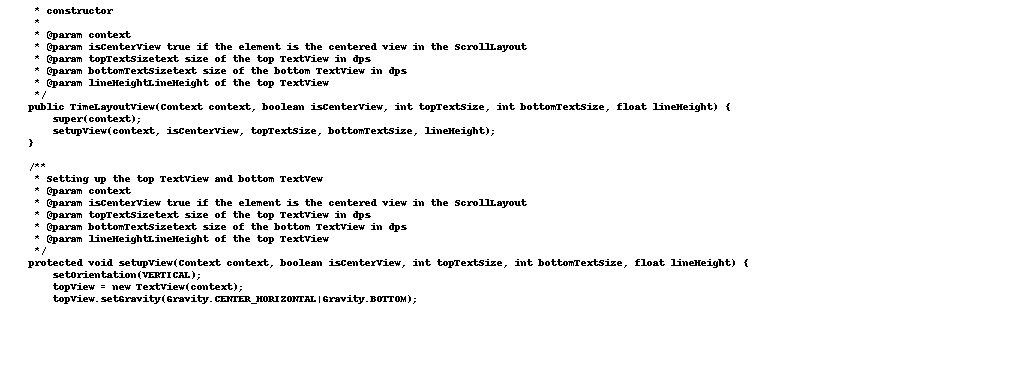 * constructor
*
* @param context
* @param isCenterView true if the element is the centered view in the ScrollLayout
* @param topTextSizetext size of the top TextView in dps
* @param bottomTextSizetext size of the bottom TextView in dps
* @param lineHeightLineHeight of the top TextView
*/
public TimeLayoutView(Context context, boolean isCenterView, int topTextSize, int bottomTextSize, float lineHeight) {
super(context);
setupView(context, isCenterView, topTextSize, bottomTextSize, lineHeight);
}
/**
* Setting up the top TextView and bottom TextVew
* @param context
* @param isCenterView true if the element is the centered view in the ScrollLayout
* @param topTextSizetext size of the top TextView in dps
* @param bottomTextSizetext size of the bottom TextView in dps
* @param lineHeightLineHeight of the top TextView
*/
protected void setupView(Context context, boolean isCenterView, int topTextSize, int bottomTextSize, float lineHeight) {
setOrientation(VERTICAL);
topView = new TextView(context);
topView.setGravity(Gravity.CENTER_HORIZONTAL|Gravity.BOTTOM);